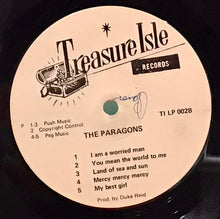 Treasure Isle
RECORDS
P 1-3 Push Music
2 Copyright Control
4-5 Peg Music
TI LP 002B
THE PARAGONS
1 I am a worried man
2 You mean the world to me
3 Land of sea and sun
4 Mercy mercy mercy
5 My best girl
Prod. by Duke Reid